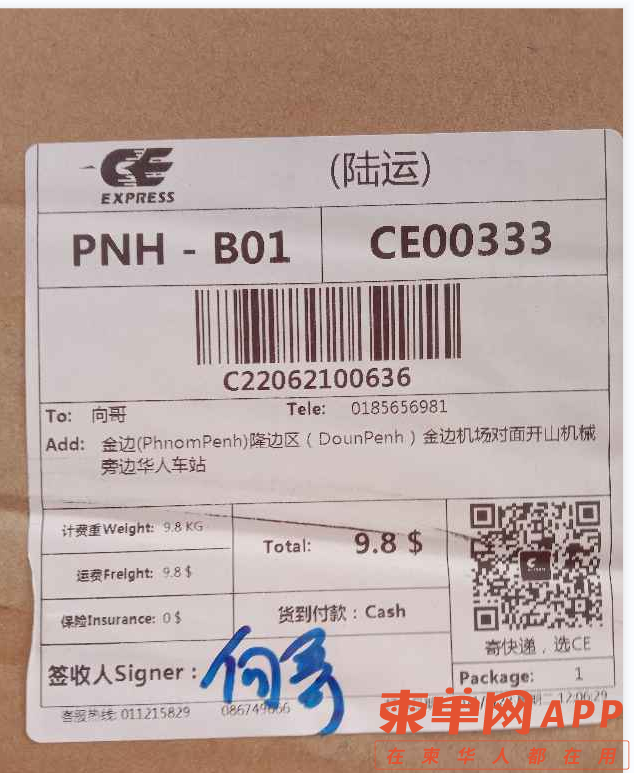 CE
EXPRESS
(陆运)
PNH - B01
CE00333
C22062100636
To: 向哥
Tele: 0185656981
Add: 金边(PhnomPenh)隆边区 ( DounPenh ) 金边机场对面开山机械
旁边华人车站
计费重Weight: 9.8 KG
运费Freight: 9.8 $
保险Insurance: 0 $
Total: 9.8 $
货到付款 : Cash
寄快递，选CE
签收人Signer : 向哥
Package: 1
客服热线: 011215829
12:06:29
柬单网APP
在柬华人都在用